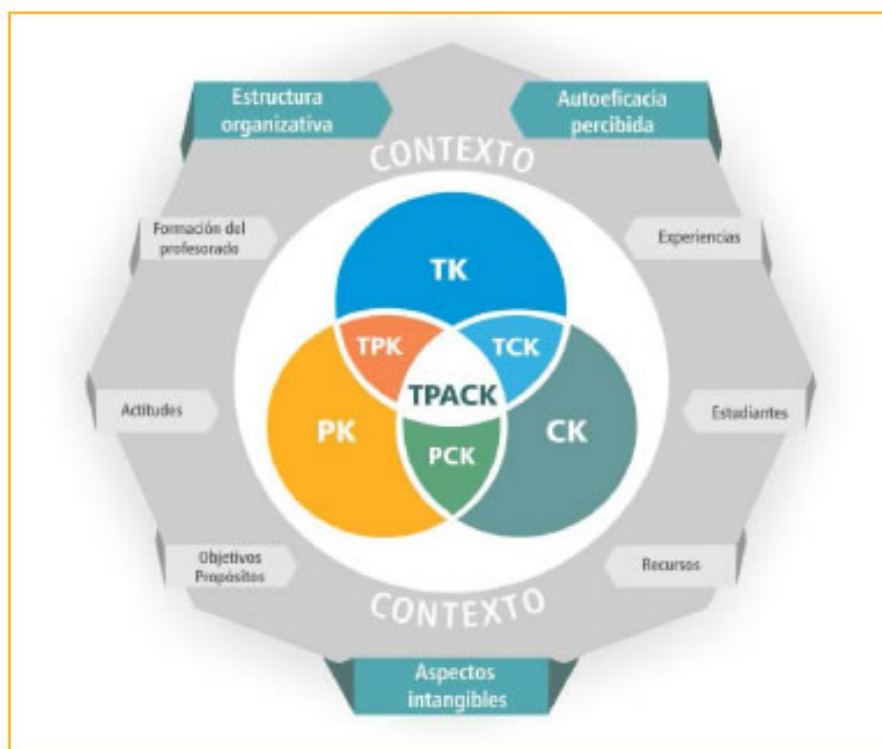 Estructura
organizativa
Autoeficacia
percibida
CONTEXTO
Formación del
profesorado
Experiencias
TK
TPK
TCK
TPACK
Actitudes
Estudiantes
PK
CK
PCK
Objetivos
Propósitos
Recursos
CONTEXTO
Aspectos
intangibles